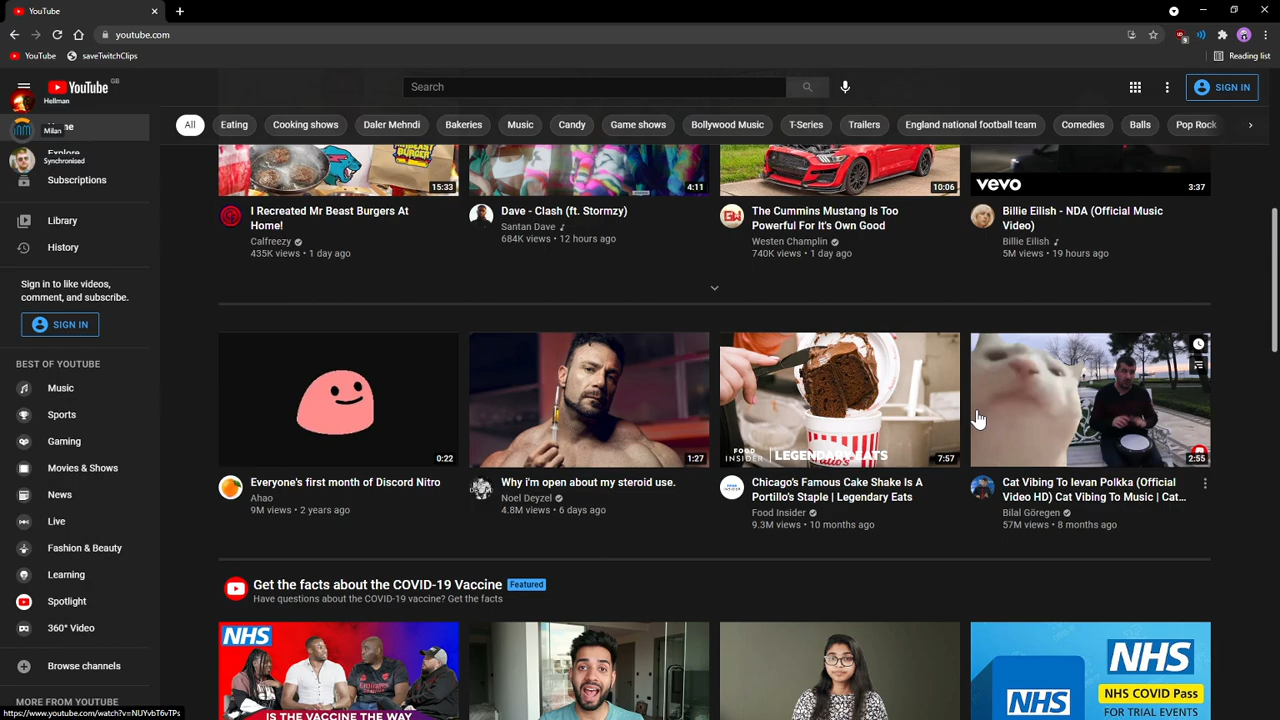 YouTube
youtube.com
YouTube
saveTwitchClips
Reading list
YouTube GB
Hellman
Search
SIGN IN
Milan
Synchronised
All
Eating
Cooking shows
Daler Mehndi
Bakeries
Music
Candy
Game shows
Bollywood Music
T-Series
Trailers
England national football team
Comedies
Balls
Pop Rock
Subscriptions
Library
History
Sign in to like videos,
comment, and subscribe.
SIGN IN
BEST OF YOUTUBE
Music
Sports
Gaming
Movies & Shows
News
Live
Fashion & Beauty
Learning
Spotlight
360° Video
Browse channels
MORE FROM YOUTUBE
https://www.youtube.com/watch?v=NUYvbT6vTPs
15:33
4:11
10:06
vevo
3:37
I Recreated Mr Beast Burgers At
Home!
Calfreezy
435K views • 1 day ago
Dave - Clash (ft. Stormzy)
Santan Dave
684K views • 12 hours ago
The Cummins Mustang Is Too
Powerful For It's Own Good
Westen Champlin
740K views • 1 day ago
Billie Eilish - NDA (Official Music
Video)
Billie Eilish
5M views • 19 hours ago
0:22
1:27
FOOD
INSIDER
LEGENDARY EATS
7:57
2:55
Everyone's first month of Discord Nitro
Ahao
9M views • 2 years ago
Why i'm open about my steroid use.
Noel Deyzel
4.8M views • 6 days ago
Chicago's Famous Cake Shake Is A
Portillo's Staple | Legendary Eats
Food Insider
9.3M views • 10 months ago
Cat Vibing To Ievan Polkka (Official
Video HD) Cat Vibing To Music | Cat...
Bilal Göregen
57M views • 8 months ago
Get the facts about the COVID-19 Vaccine
Featured
Have questions about the COVID-19 vaccine? Get the facts
NHS
IS THE VACCINE THE WAY
NHS
NHS
NHS COVID Pass
FOR TRIAL EVENTS